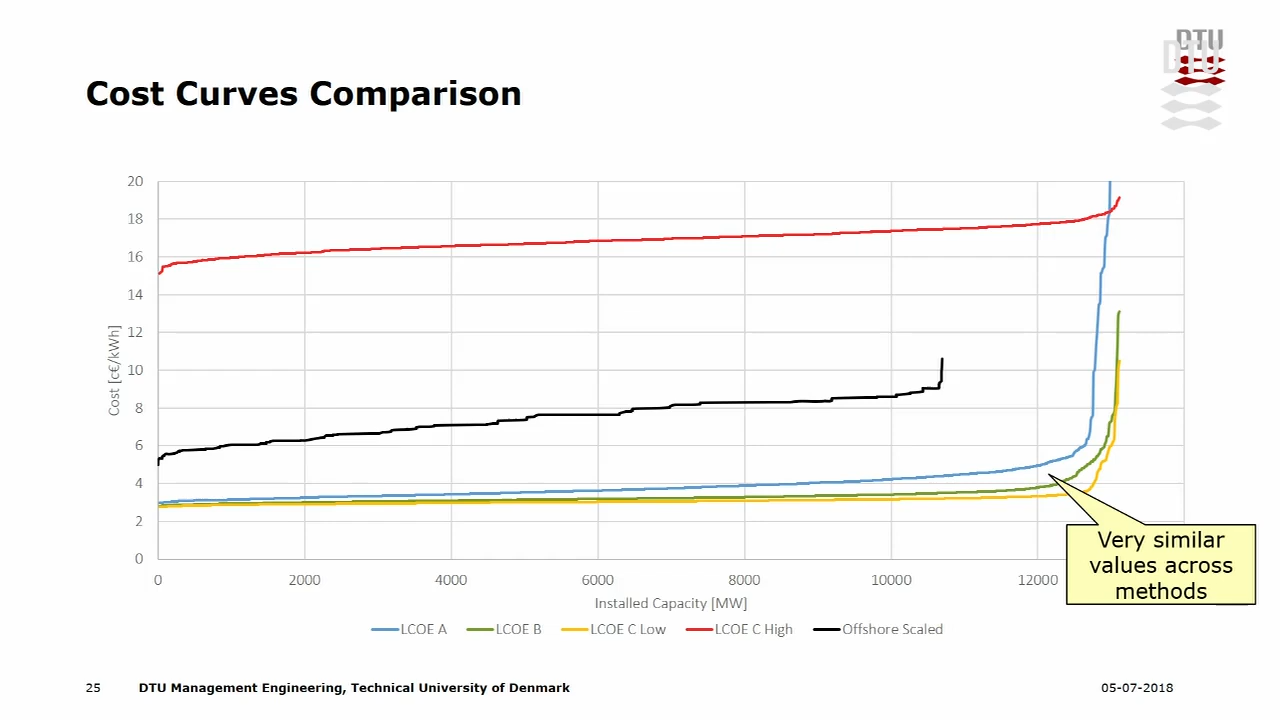 DTU
DTU
Cost Curves Comparison
20
18
16
14
12
10
8
6
4
2
0
Cost [c€/kWh]
0 2000 4000 6000 8000 10000 12000
Installed Capacity [MW]
Very similar
values across
methods
LCOE A LCOE B LCOE C Low LCOE C High Offshore Scaled
25 DTU Management Engineering, Technical University of Denmark 05-07-2018